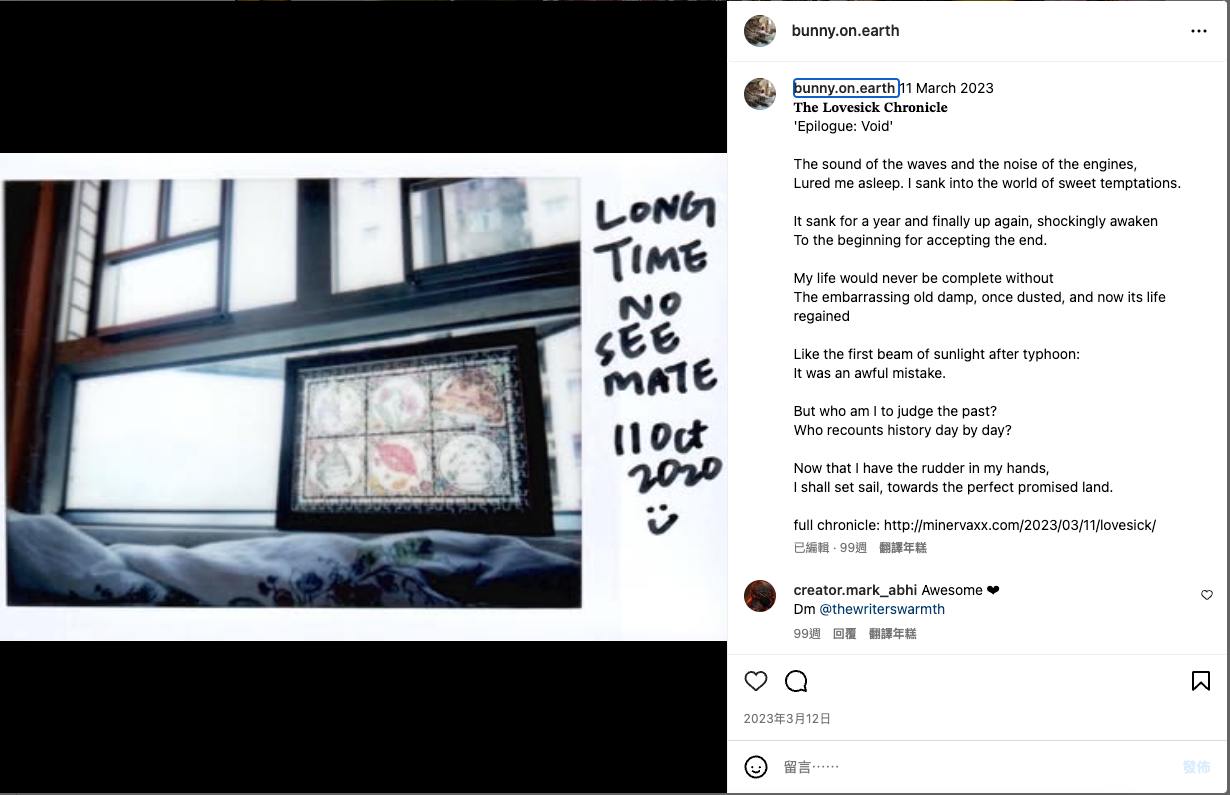 LONG
TIME
NO
SEE
MATE
11 Oct
2020
bunny.on.earth
bunny.on.earth 11 March 2023
The Lovesick Chronicle
'Epilogue: Void'
The sound of the waves and the noise of the engines,
Lured me asleep. I sank into the world of sweet temptations.
It sank for a year and finally up again, shockingly awaken
To the beginning for accepting the end.
My life would never be complete without
The embarrassing old damp, once dusted, and now its life
regained
Like the first beam of sunlight after typhoon:
It was an awful mistake.
But who am I to judge the past?
Who recounts history day by day?
Now that I have the rudder in my hands,
I shall set sail, towards the perfect promised land.
full chronicle: http://minervaxx.com/2023/03/11/lovesick/
已編輯 · 99週 翻譯年糕
creator.mark_abhi Awesome ❤
Dm @thewriterswarmth
99週 回覆 翻譯年糕
2023年3月12日
留言⋯⋯ 發佈